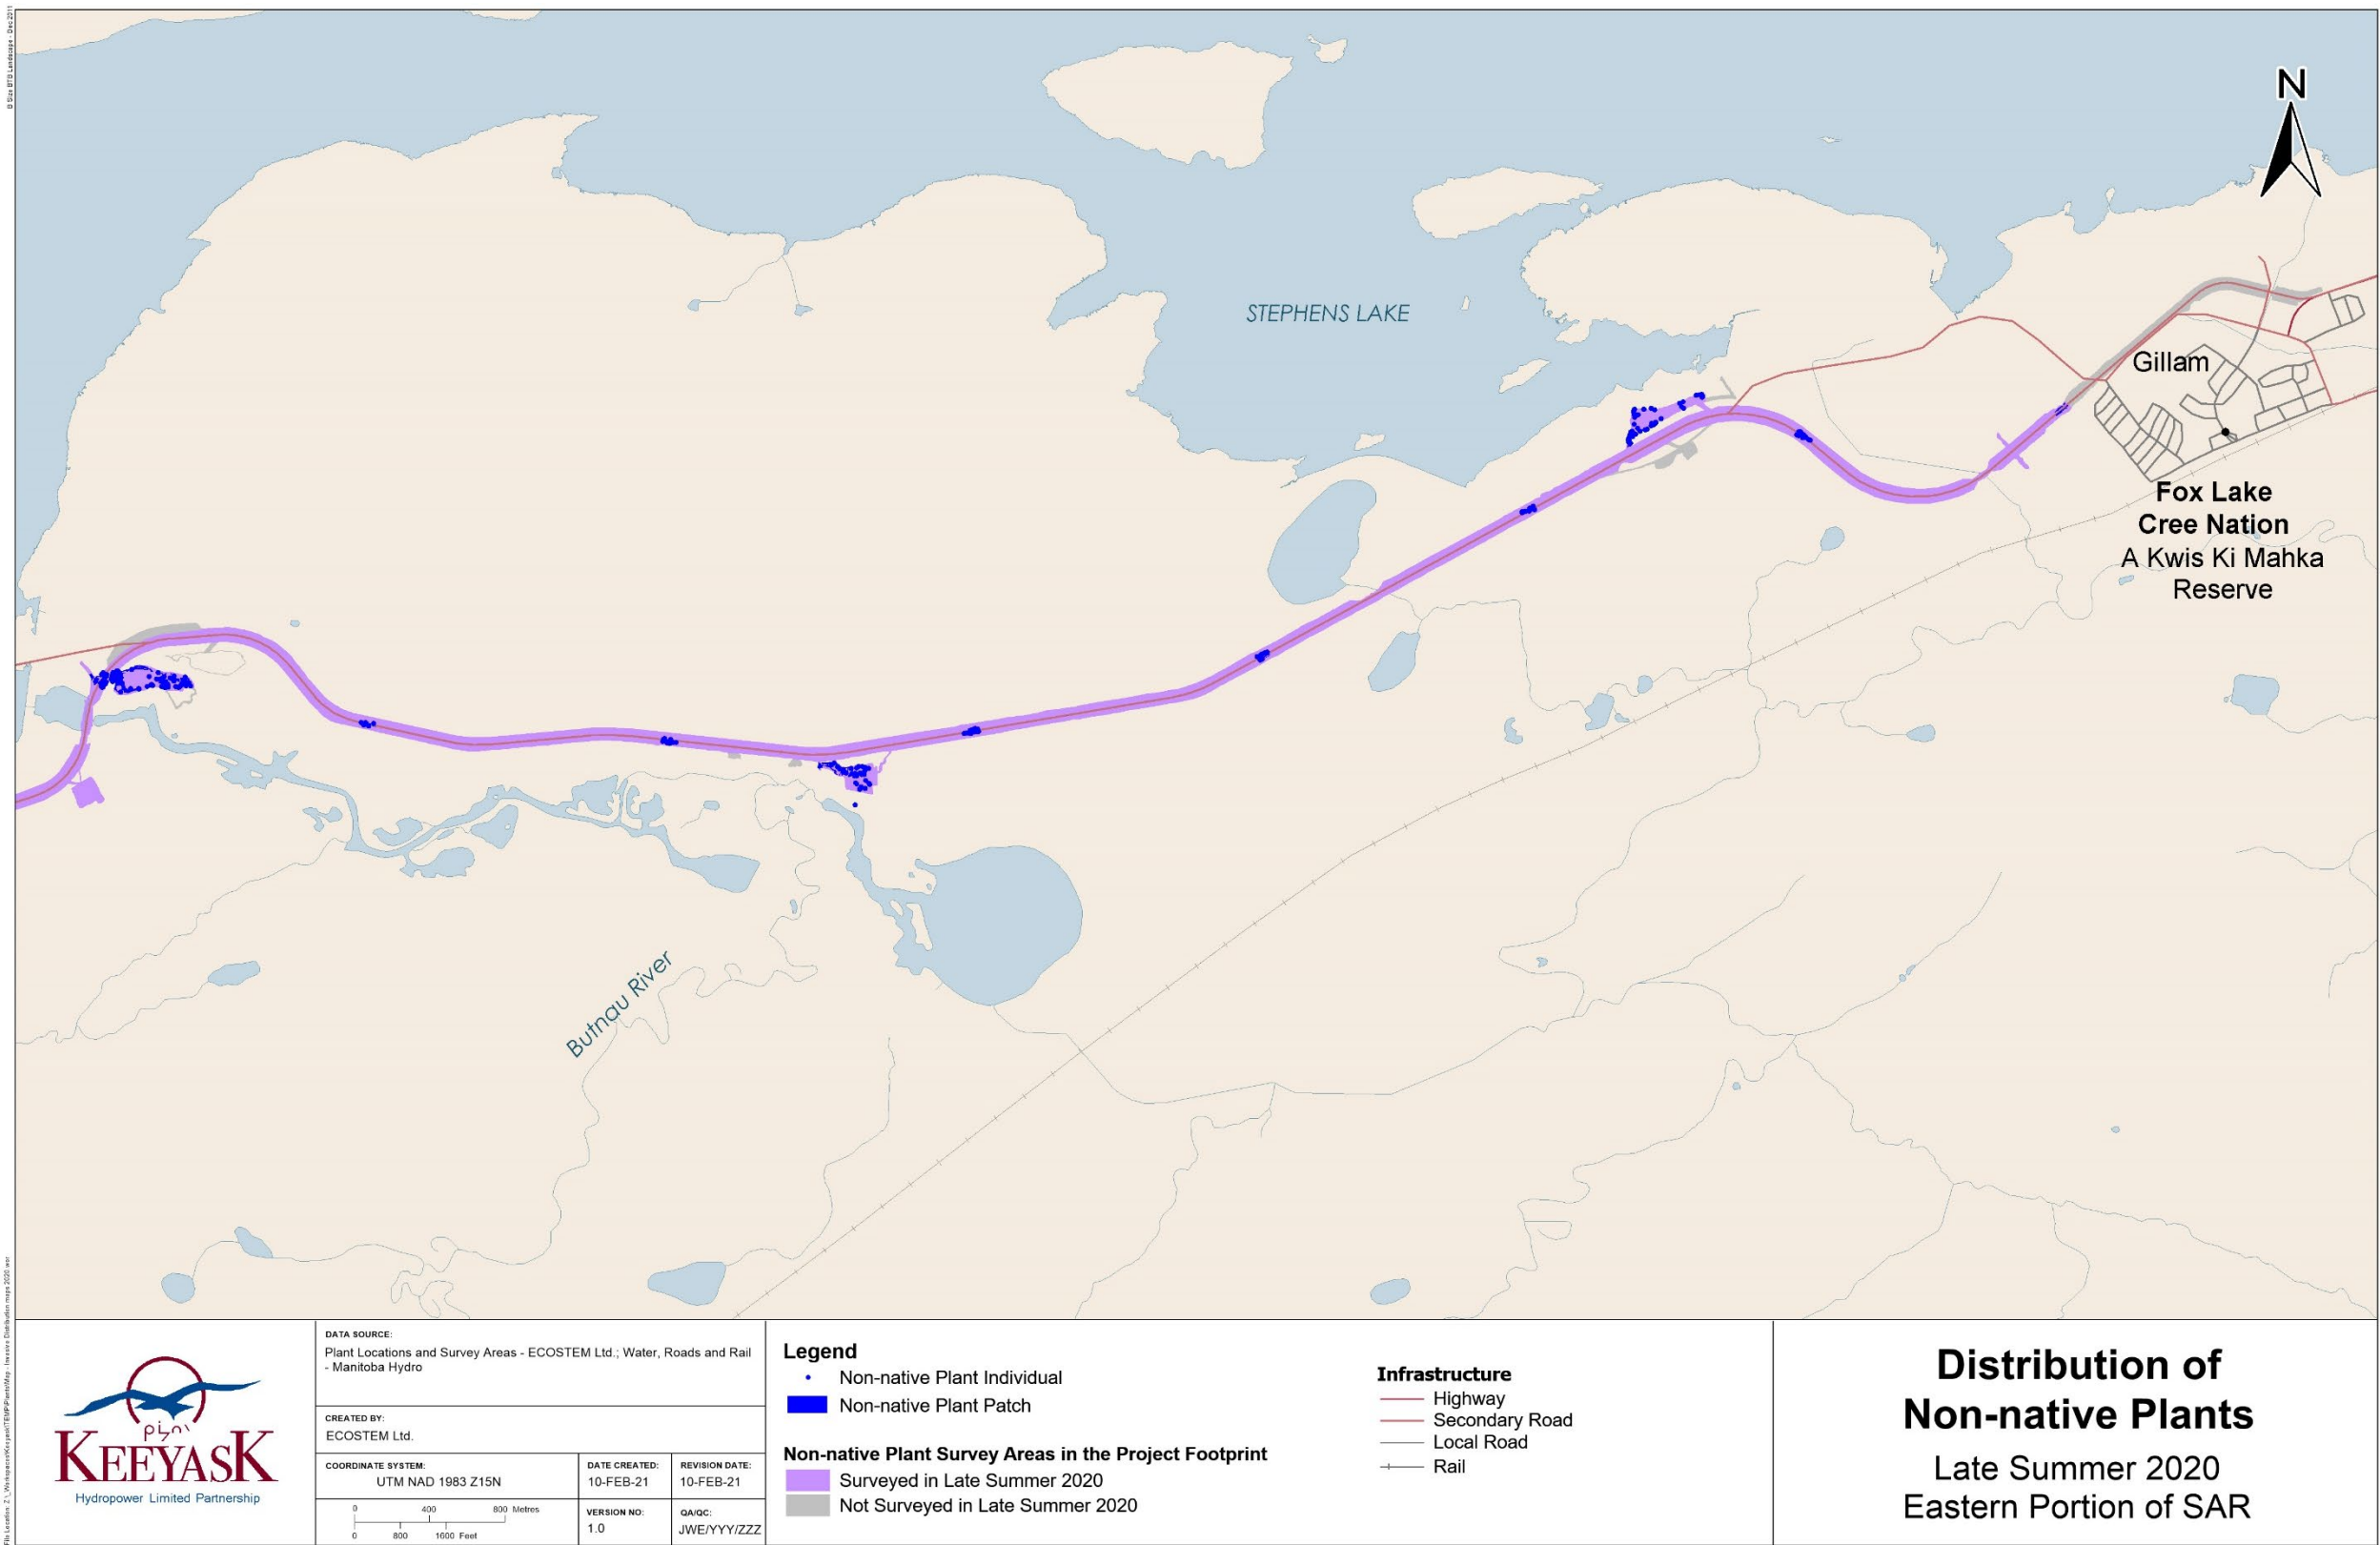 © Size BTB Landscape - Dec 2011
N
STEPHENS LAKE
Gillam
Fox Lake
Cree Nation
A Kwis Ki Mahka
Reserve
Butnau River
KEEYASK
Hydropower Limited Partnership
DATA SOURCE:
Plant Locations and Survey Areas - ECOSTEM Ltd.; Water, Roads and Rail
- Manitoba Hydro
CREATED BY:
ECOSTEM Ltd.
COORDINATE SYSTEM:
UTM NAD 1983 Z15N
DATE CREATED:
10-FEB-21
REVISION DATE:
10-FEB-21
0 400 800 Metres
0 800 1600 Feet
VERSION NO:
1.0
QA/QC:
JWE/YYY/ZZZ
Legend
Non-native Plant Individual
Non-native Plant Patch
Non-native Plant Survey Areas in the Project Footprint
Surveyed in Late Summer 2020
Not Surveyed in Late Summer 2020
Infrastructure
Highway
Secondary Road
Local Road
Rail
Distribution of
Non-native Plants
Late Summer 2020
Eastern Portion of SAR